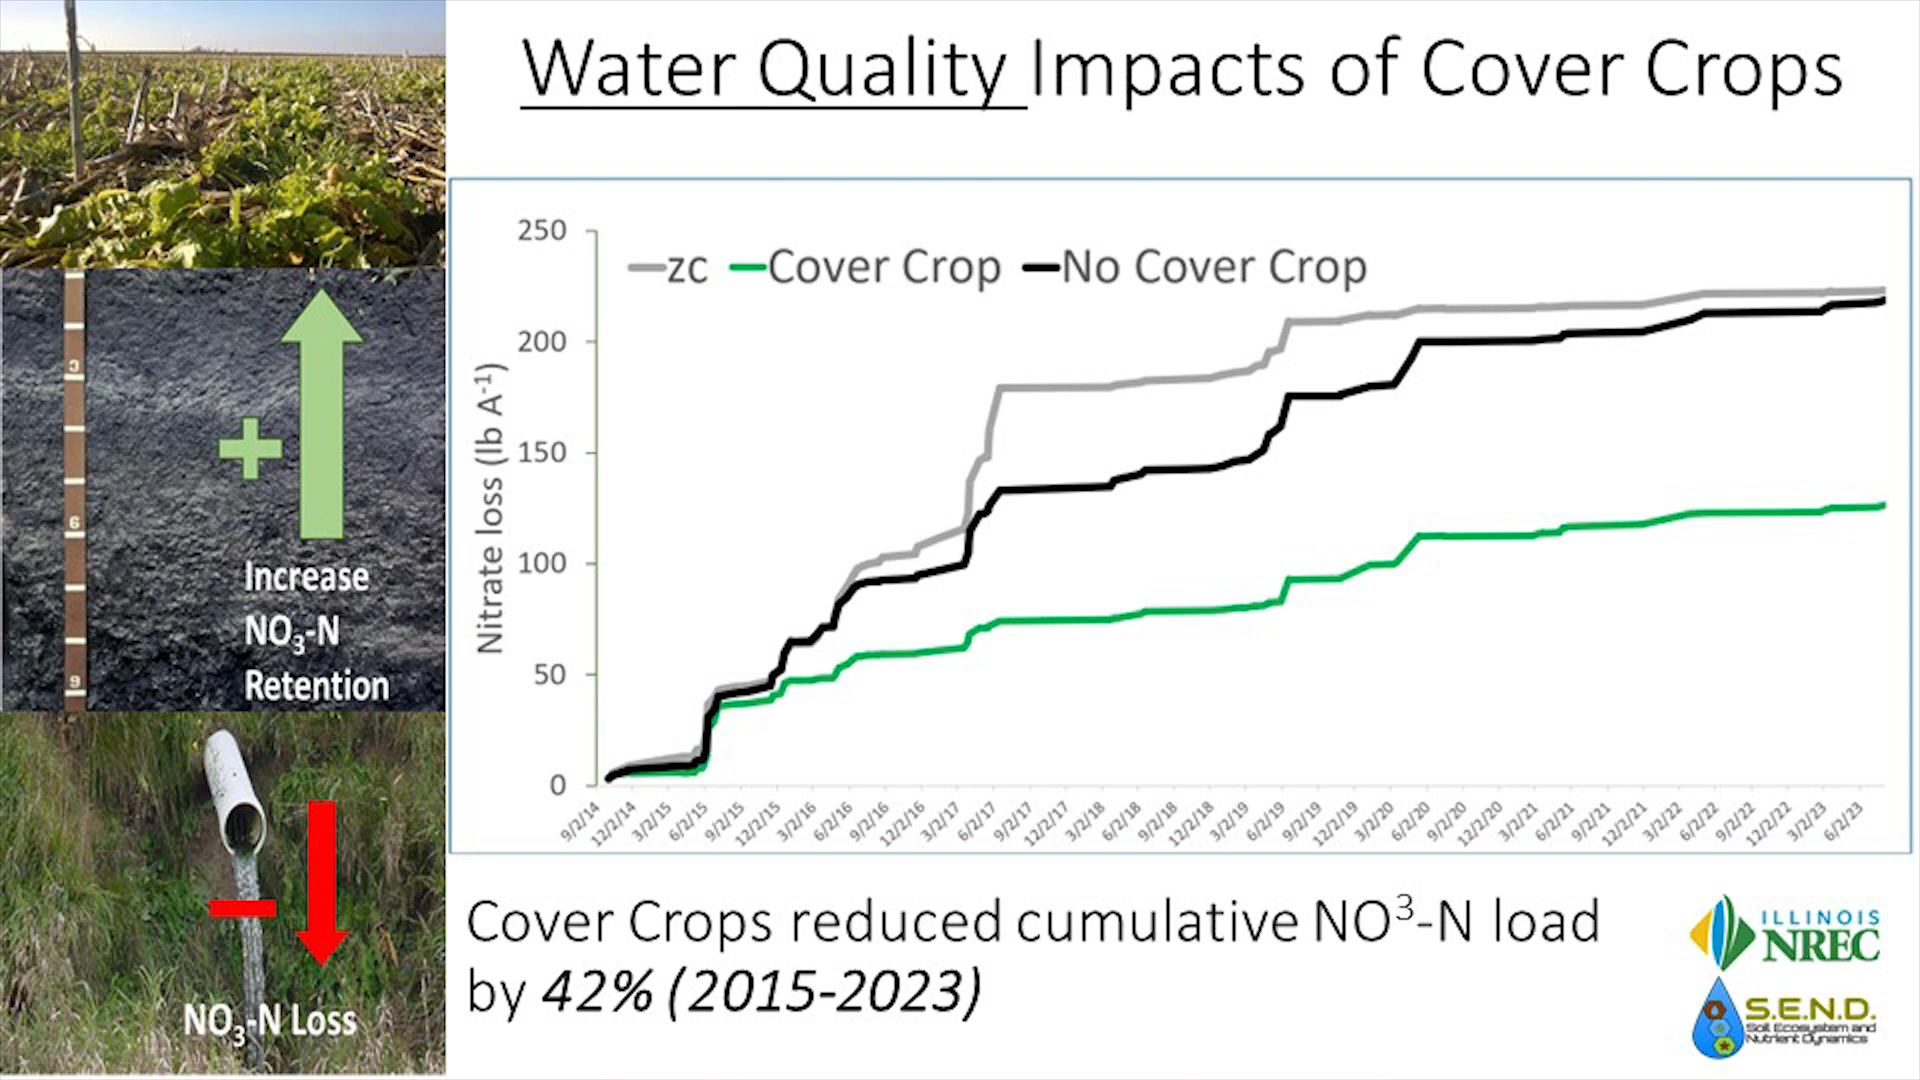 Water Quality Impacts of Cover Crops
250
200
150
100
50
0
Nitrate loss (lb A-1)
zc Cover Crop No Cover Crop
9/2/14 12/2/14 3/2/15 6/2/15 9/2/15 12/2/15 3/2/16 6/2/16 9/2/16 12/2/16 3/2/17 6/2/17 9/2/17 12/2/17 3/2/18 6/2/18 9/2/18 12/2/18 3/2/19 6/2/19 9/2/19 12/2/19 3/2/20 6/2/20 9/2/20 12/2/20 3/2/21 6/2/21 9/2/21 12/2/21 3/2/22 6/2/22 9/2/22 12/2/22 3/2/23 6/2/23
3
6
9
+
Increase
NO3-N
Retention
NO3-N Loss
Cover Crops reduced cumulative NO3-N load
by 42% (2015-2023)
ILLINOIS
NREC
S.E.N.D.
Soil Ecosystem and
Nutrient Dynamics